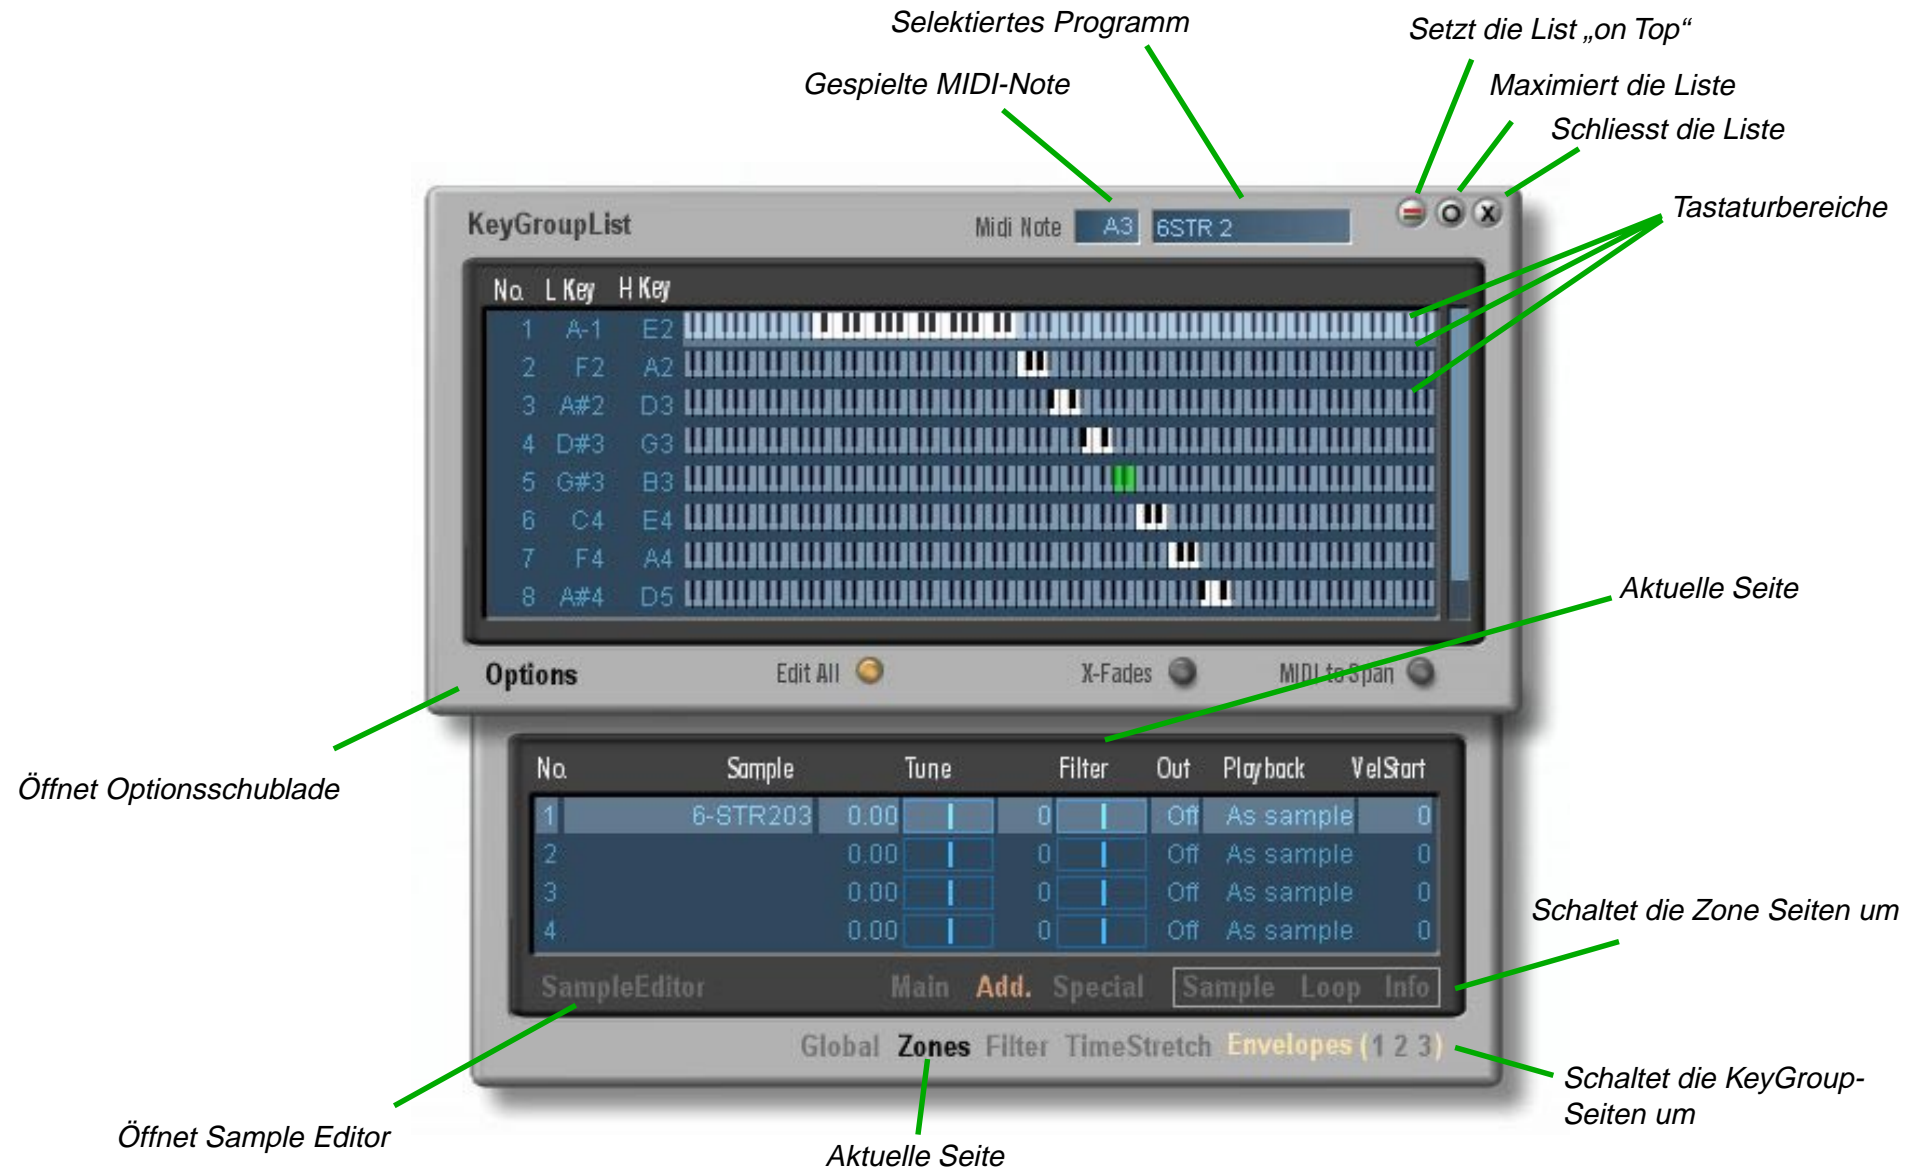 Selektiertes Programm
Setzt die List „on Top“
Gespielte MIDI-Note
Maximiert die Liste
Schliesst die Liste
Tastaturbereiche
KeyGroupList
Midi Note A3 6STR 2
X
No. L Key H Key
1 A-1 E2
2 F2 A2
3 A#2 D3
4 D#3 G3
5 G#3 B3
6 C4 E4
7 F4 A4
8 A#4 D5
Aktuelle Seite
Options Edit All X-Fades MIDI to Span
Öffnet Optionsschublade
No. Sample Tune Filter Out Playback VelStart
1 6-STR203 0.00 0 Off As sample 0
2 0.00 0 Off As sample 0
3 0.00 0 Off As sample 0
4 0.00 0 Off As sample 0
Schaltet die Zone Seiten um
SampleEditor Main Add. Special Sample Loop Info
Global Zones Filter TimeStretch Envelopes (1 2 3)
Schaltet die KeyGroup-
Seiten um
Öffnet Sample Editor
Aktuelle Seite